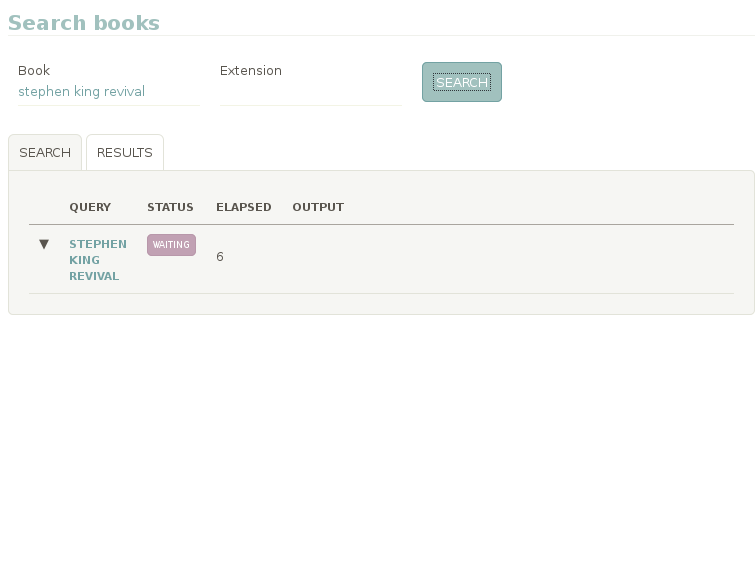 Search books
Book
Extension
stephen king revival
SEARCH
SEARCH
RESULTS
QUERY STATUS ELAPSED OUTPUT
STEPHEN
KING
REVIVAL
WAITING
6